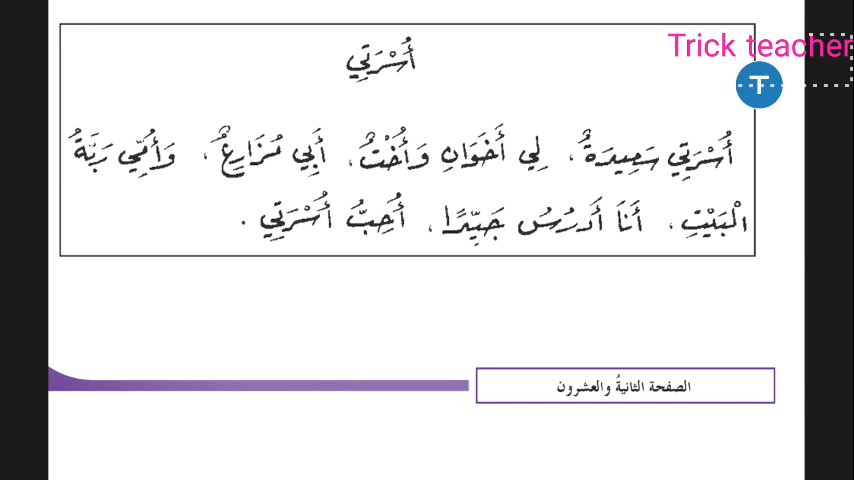 Trick teacher
أُسْرَتِي
أُسْرَتِي سَعِيدَةٌ، لِي أَخَوَانِ وَأُخْتٌ، أَبِي مُزَارِعٌ، وَأُمِّي رَبَّةُ
الْبَيْتِ، أَنَا أَدْرُسُ جَيِّدًا، أُحِبُّ أُسْرَتِي.
الصفحة الثانيةُ والعشرون